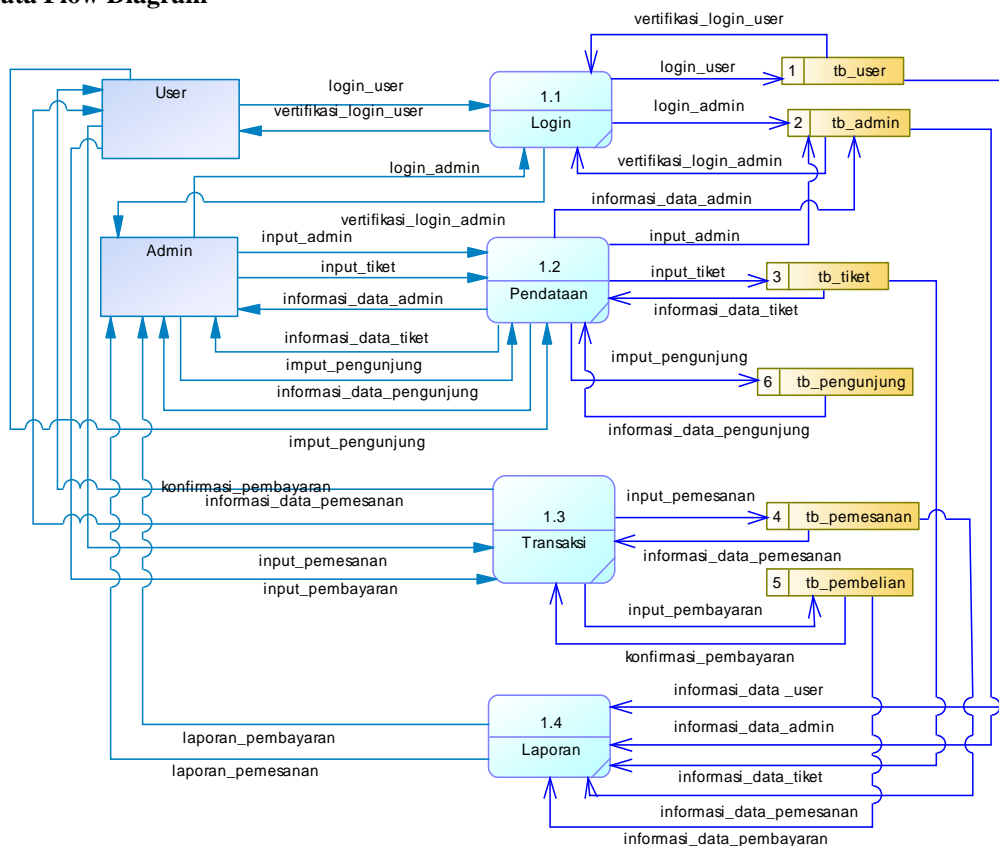 ata Flow Diagram
vertifikasi_login_user
login_user
1 tb_user
User
login_user
1.1
Login
vertifikasi_login_user
login_admin
2 tb_admin
login_admin
vertifikasi_login_admin
informasi_data_admin
vertifikasi_login_admin
Admin
input_admin
input_admin
1.2
Pendataan
input_tiket
input_tiket
3 tb_tiket
informasi_data_admin
informasi_data_tiket
informasi_data_tiket
imput_pengunjung
imput_pengunjung
6 tb_pengunjung
informasi_data_pengunjung
informasi_data_pengunjung
imput_pengunjung
konfirmasi_pembayaran
informasi_data_pemesanan
input_pemesanan
1.3
Transaksi
4 tb_pemesanan
informasi_data_pemesanan
input_pemesanan
5 tb_pembelian
input_pembayaran
input_pembayaran
konfirmasi_pembayaran
informasi_data _user
1.4
Laporan
informasi_data_admin
laporan_pembayaran
laporan_pemesanan
informasi_data_tiket
informasi_data_pemesanan
informasi_data_pembayaran